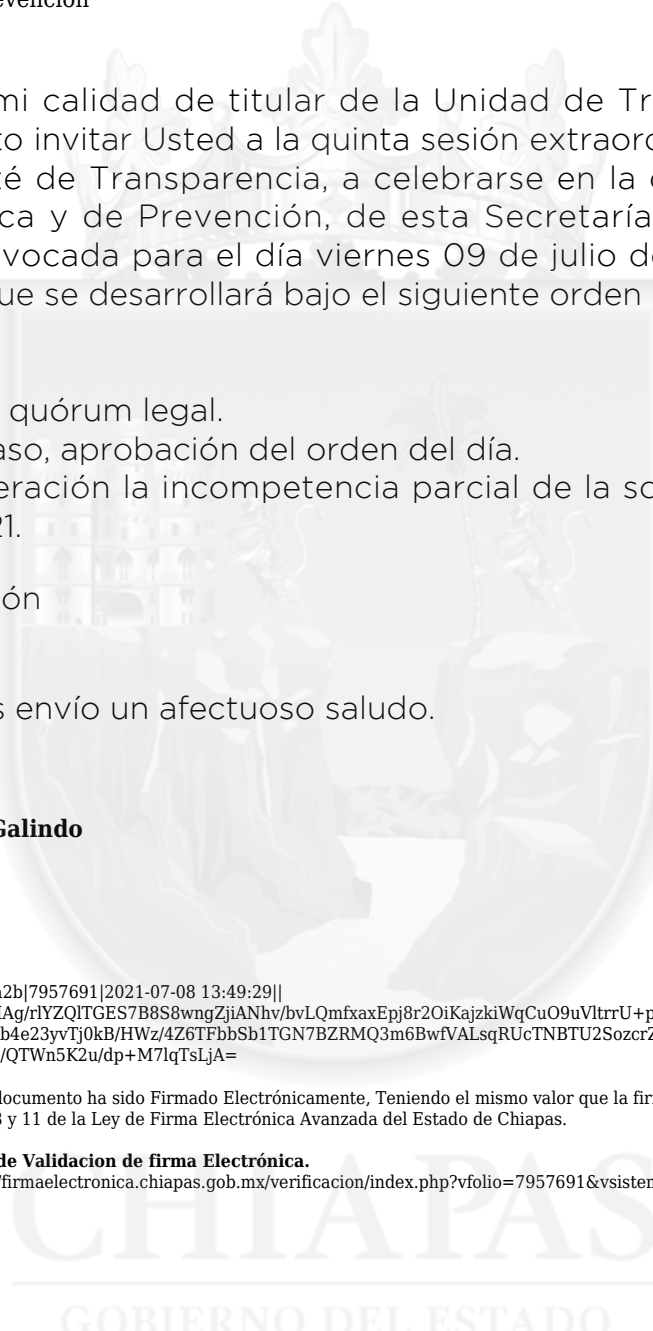 evención
mi calidad de titular de la Unidad de Tr
to invitar Usted a la quinta sesión extraord
té de Transparencia, a celebrarse en la
ca y de Prevención, de esta Secretaría
vocada para el día viernes 09 de julio de
ue se desarrollará bajo el siguiente orden
quórum legal.
aso, aprobación del orden del día.
eración la incompetencia parcial de la so
21.
ón
s envío un afectuoso saludo.
Galindo
2b|7957691|2021-07-08 13:49:29||
Ag/rlYZQlTGES7B8S8wngZjiANhv/bvLQmfxaxEpj8r2OiKajzkiWqCuO9uVltrrU+p
b4e23yvTj0kB/HWz/4Z6TFbbSb1TGN7BZRMQ3m6BwfVALsqRUcTNBTU2Sozcr
/QTWn5K2u/dp+M7lqTsLjA=
documento ha sido Firmado Electrónicamente, Teniendo el mismo valor que la fir
8 y 11 de la Ley de Firma Electrónica Avanzada del Estado de Chiapas.
de Validacion de firma Electrónica.
/firmaelectronica.chiapas.gob.mx/verificacion/index.php?vfolio=7957691&vsisten
CHIAPAS
GOBIERNO DEL ESTADO